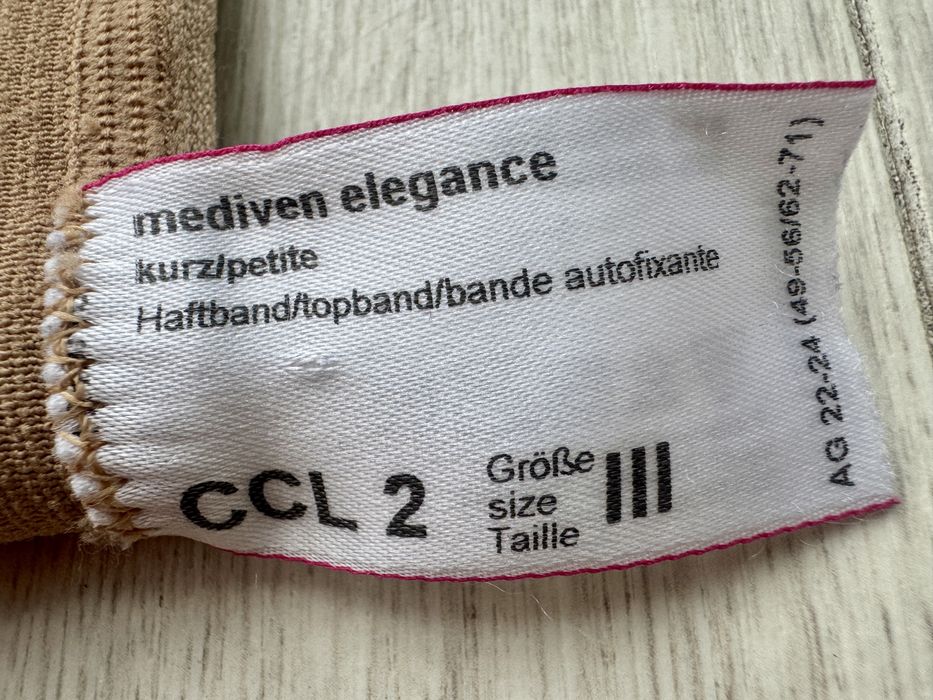 mediven elegance
kurz/petite
Haftband/topband/bande autofixante
CCL 2
Größe
size
Taille
III
AG 22-24 (49-56/62-71)